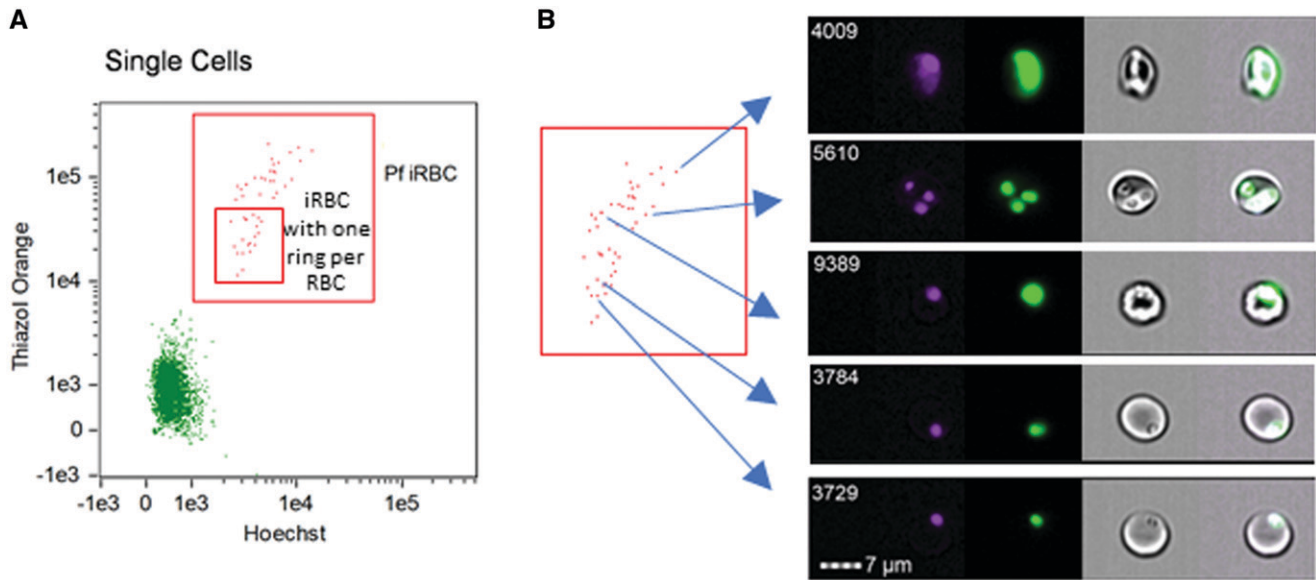 A
Single Cells
Thiazol Orange
1e5
1e4
1e3
0
-1e3
-1e3 0 1e3 1e4 1e5
Hoechst
Pf iRBC
iRBC
with one
ring per
RBC
B
4009
5610
9389
3784
3729
7 μm